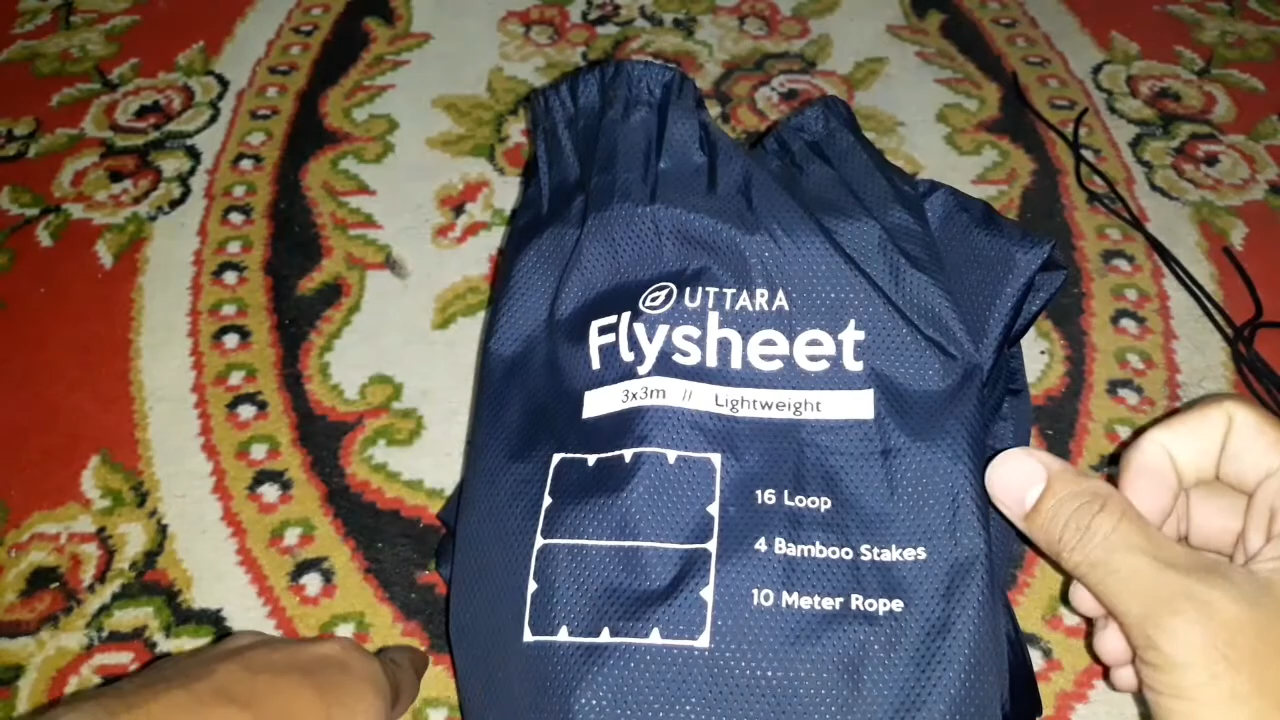 UTTARA
Flysheet
3x3m // Lightweight
16 Loop
4 Bamboo Stakes
10 Meter Rope